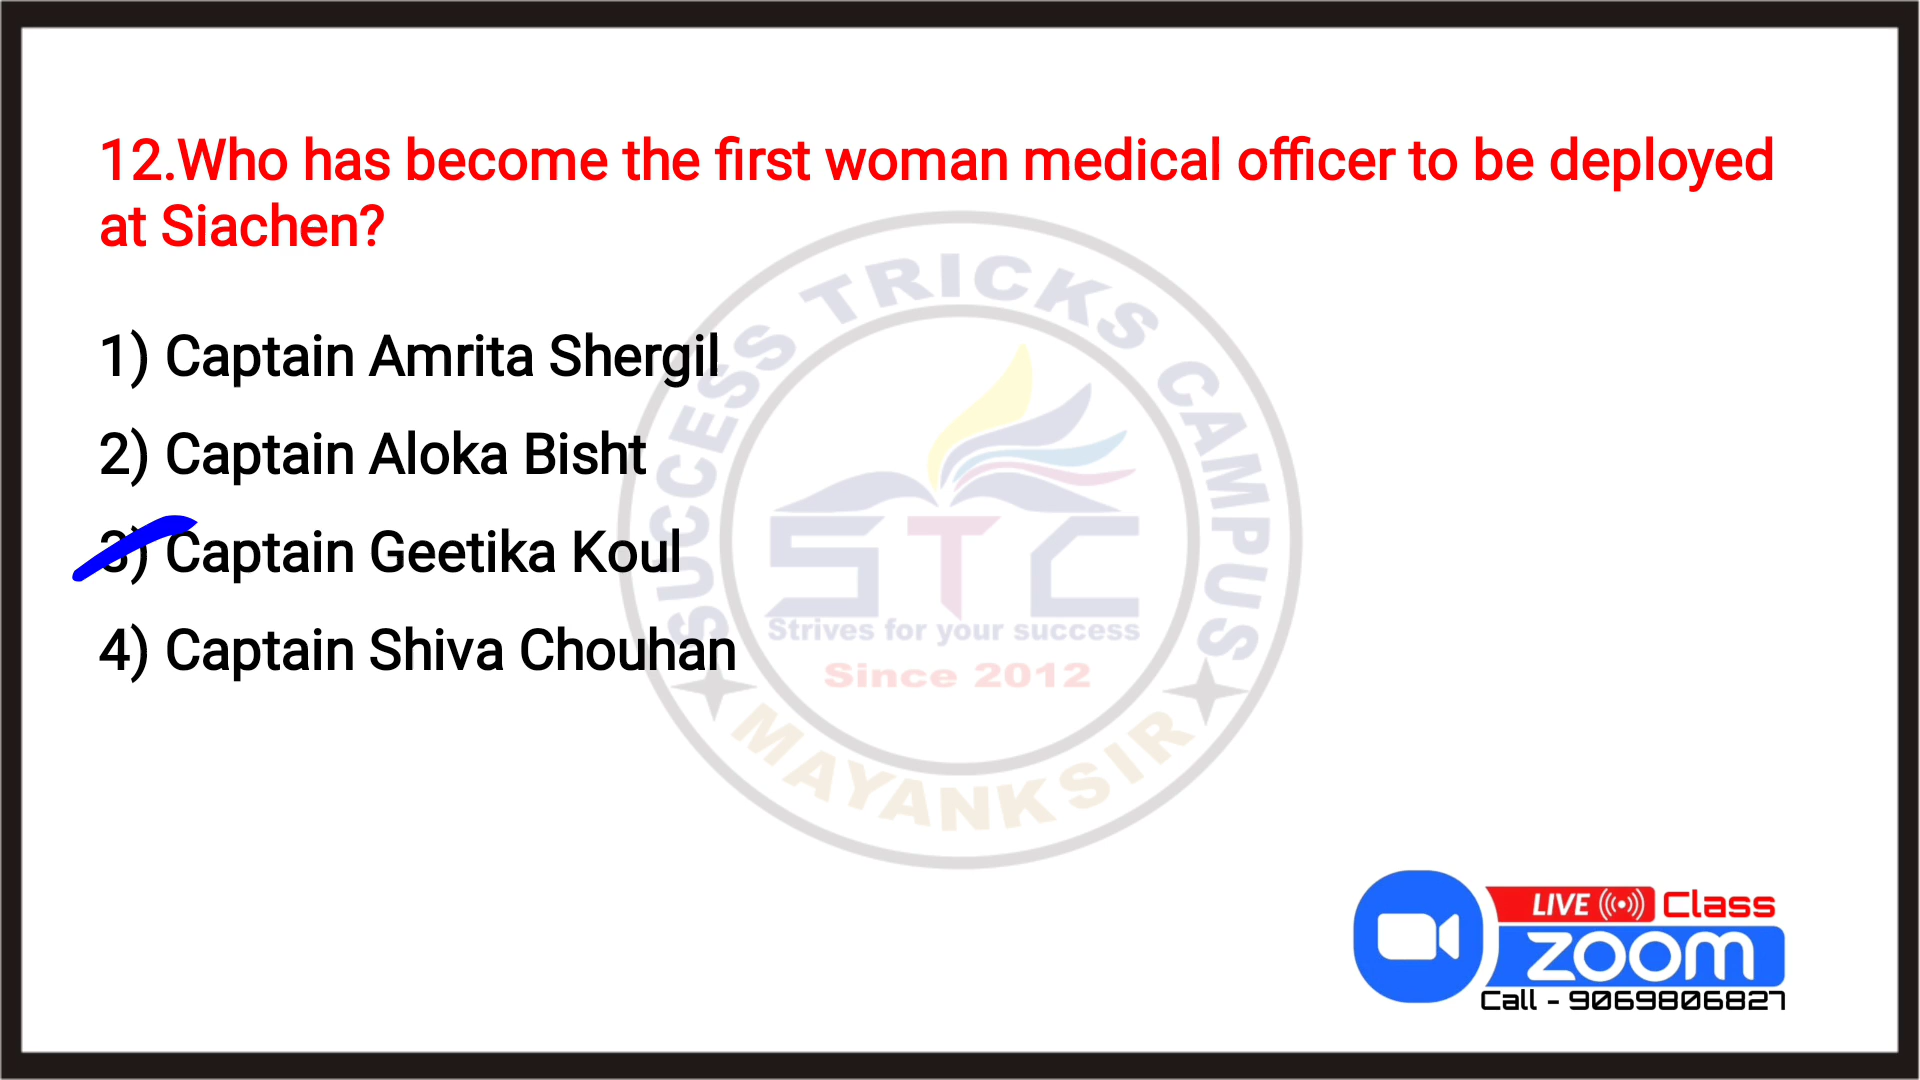 12.Who has become the first woman medical officer to be deployed
at Siachen?
1) Captain Amrita Shergil
2) Captain Aloka Bisht
3) Captain Geetika Koul
4) Captain Shiva Chouhan
SUCCESS TRICKS CAMPUS
STC
Strives for your success
Since 2012
MAYANKSIR
LIVE Class
zoom
Call - 9069806827